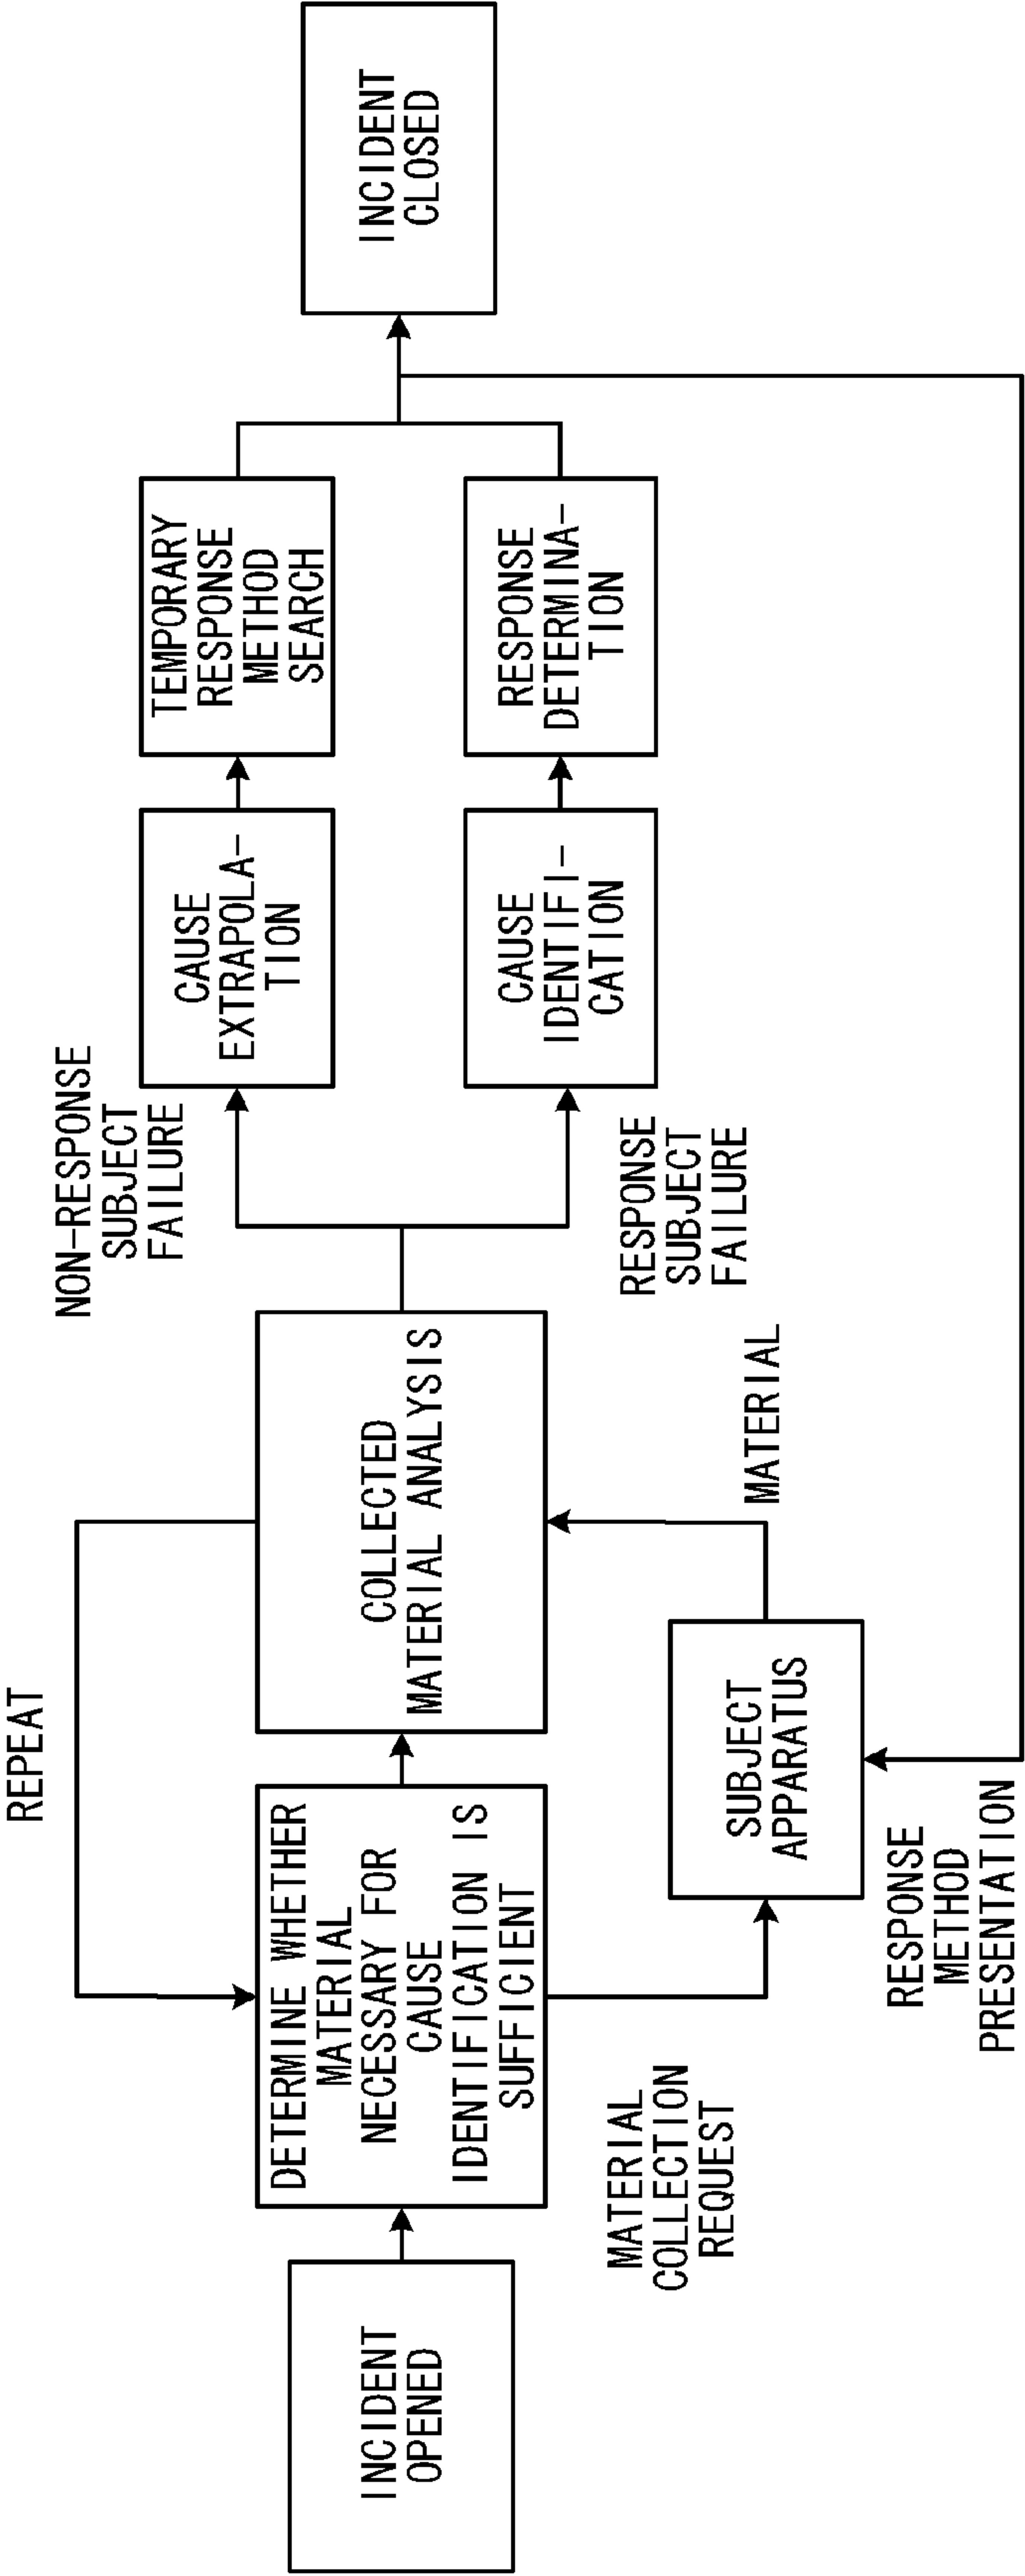 INCIDENT
OPENED
DETERMINE WHETHER
MATERIAL
NECESSARY FOR
CAUSE
IDENTIFICATION IS
SUFFICIENT
REPEAT
MATERIAL
COLLECTION
REQUEST
SUBJECT
APPARATUS
RESPONSE
METHOD
PRESENTATION
MATERIAL
COLLECTED
MATERIAL ANALYSIS
NON-RESPONSE
SUBJECT
FAILURE
RESPONSE
SUBJECT
FAILURE
CAUSE
EXTRAPOLA-
TION
CAUSE
IDENTIFI-
CATION
TEMPORARY
RESPONSE
METHOD
SEARCH
RESPONSE
DETERMINA-
TION
INCIDENT
CLOSED